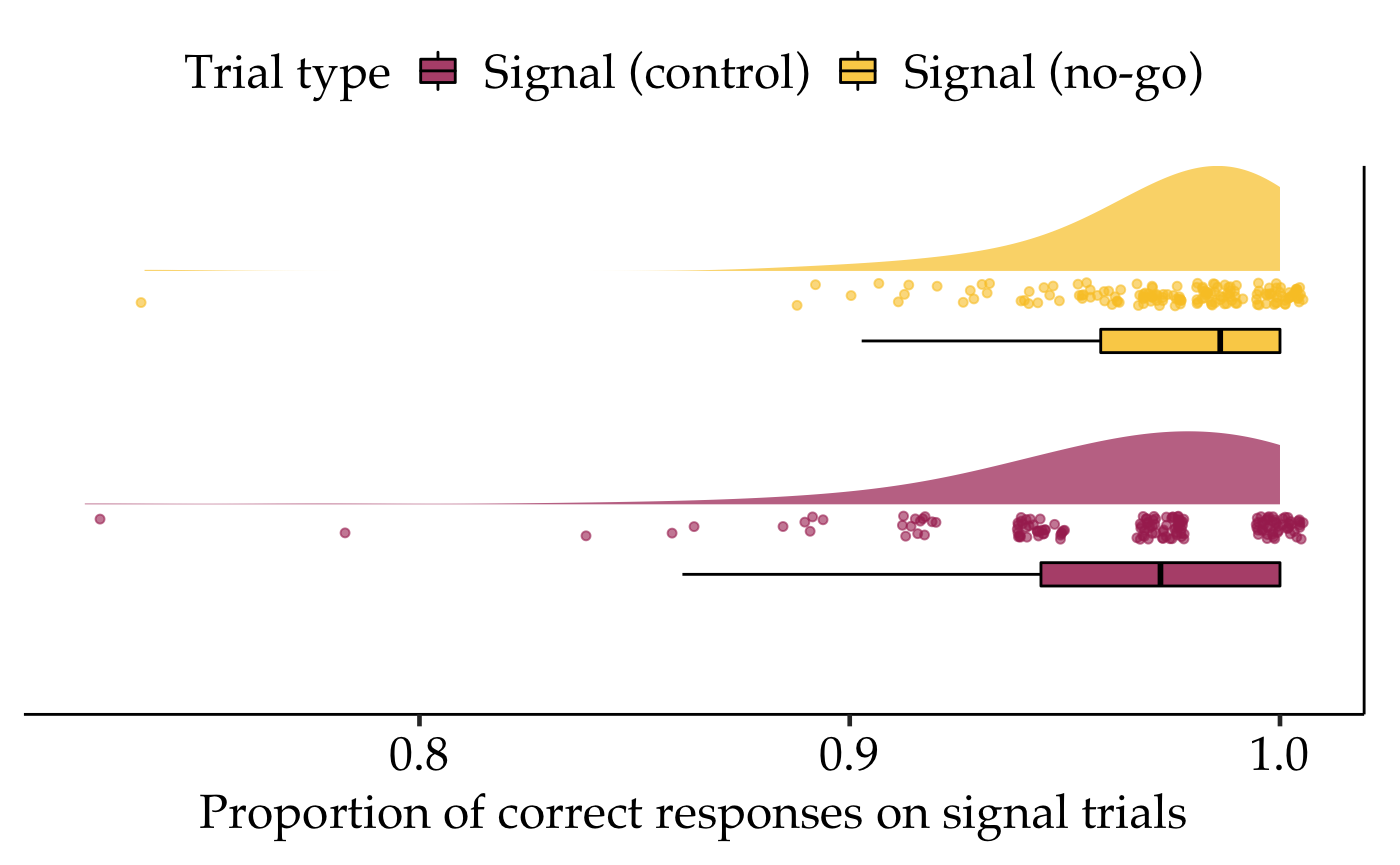 Trial type Signal (control) Signal (no-go)
0.8 0.9 1.0
Proportion of correct responses on signal trials